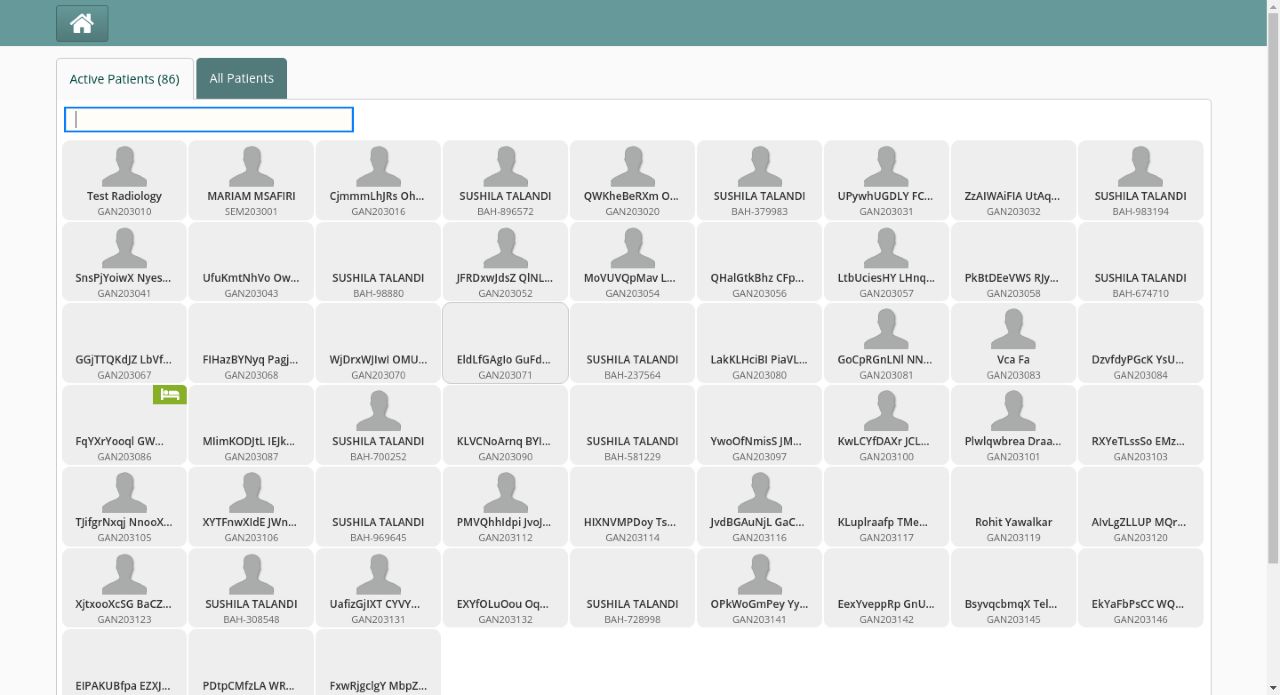 Active Patients (86)
All Patients
Test Radiology
GAN203010
MARIAM MSAFIRI
SEM203001
CjmmmLhJRs Oh...
GAN203016
SUSHILA TALANDI
BAH-896572
QWKheBeRXm O...
GAN203020
SUSHILA TALANDI
BAH-379983
UPywhUGDLY FC...
GAN203031
ZzAIWAiFIA UtAq...
GAN203032
SUSHILA TALANDI
BAH-983194
SnsPjYoiwX Nyes...
GAN203041
UfuKmtNhVo Ow...
GAN203043
SUSHILA TALANDI
BAH-98880
JFRDxwJdsZ QlNL...
GAN203052
MoVUVQpMav L...
GAN203054
QHalGtkBhz CFp...
GAN203056
LtbUciesHY LHnq...
GAN203057
PkBtDEeVWS RJy...
GAN203058
SUSHILA TALANDI
BAH-674710
GGjTTQKdJZ LbVf...
GAN203067
FIHazBYNyq Pagj...
GAN203068
WjDrxWJIwI OMU...
GAN203070
EldLfGAgIo GuFd...
GAN203071
SUSHILA TALANDI
BAH-237564
LakKLHciBI PiaVL...
GAN203080
GoCpRGnLNl NN...
GAN203081
Vca Fa
GAN203083
DzvfdyPGcK YsU...
GAN203084
FqYXrYooql GW...
GAN203086
MIimKODJtL IEJk...
GAN203087
SUSHILA TALANDI
BAH-700252
KLVCNoArnq BYI...
GAN203090
SUSHILA TALANDI
BAH-581229
YwoOfNmisS JM...
GAN203097
KwLCYfDAXr JCL...
GAN203100
Plwlqwbrea Draa...
GAN203101
RXYeTLssSo EMz...
GAN203103
TJifgrNxqj NnooX...
GAN203105
XYTFnwXIdE JWn...
GAN203106
SUSHILA TALANDI
BAH-969645
PMVQhhIdpi JvoJ...
GAN203112
HIXNVMPDoy Ts...
GAN203114
JvdBGAuNjL GaC...
GAN203116
KLuplraafp TMe...
GAN203117
Rohit Yawalkar
GAN203119
AIvLgZLLUP MQr...
GAN203120
XjtxooXcSG BaCZ...
GAN203123
SUSHILA TALANDI
BAH-308548
UafizGjIXT CYVY...
GAN203131
EXYfOLuOou Oq...
GAN203132
SUSHILA TALANDI
BAH-728998
OPkWoGmPey Yy...
GAN203141
EexYveppRp GnU...
GAN203142
BsyvqcbmqX Tel...
GAN203145
EkYaFbPsCC WQ...
GAN203146
EIPAKUBfpa EZXJ...
PDtpCMfzLA WR...
FxwRjgclgY MbpZ...